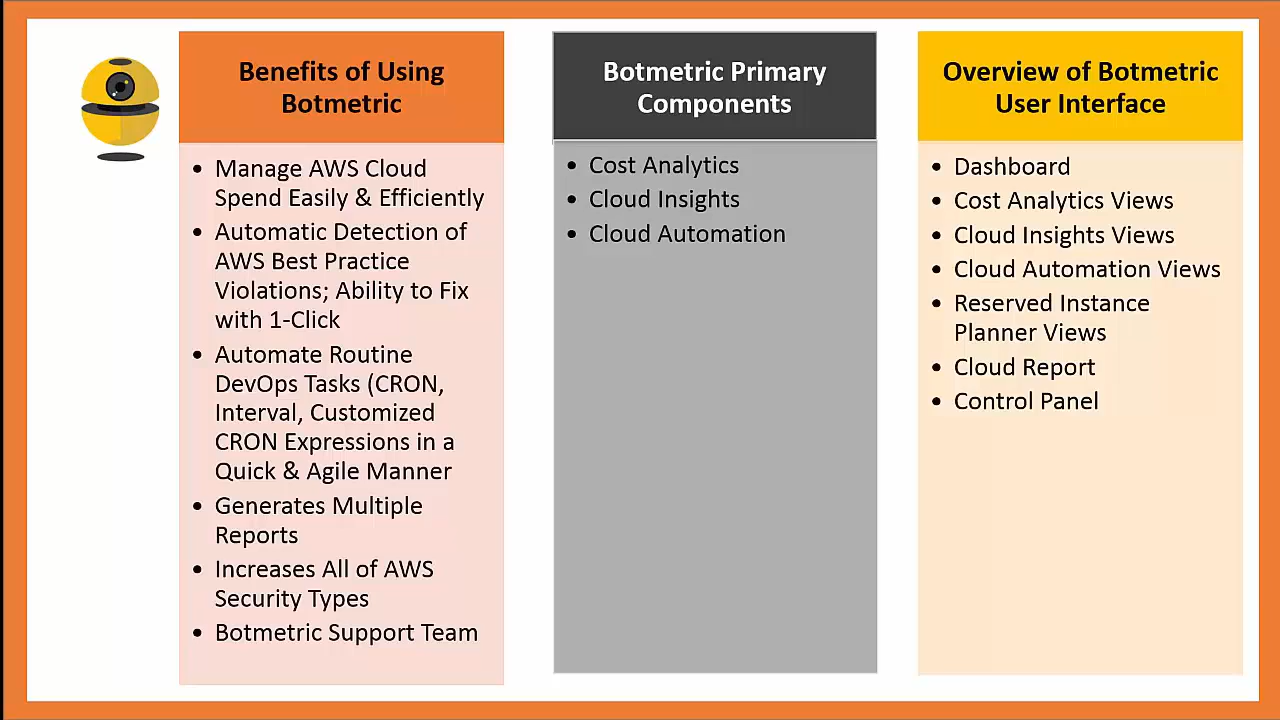 Benefits of Using
Botmetric
• Manage AWS Cloud
Spend Easily & Efficiently
• Automatic Detection of
AWS Best Practice
Violations; Ability to Fix
with 1-Click
• Automate Routine
DevOps Tasks (CRON,
Interval, Customized
CRON Expressions in a
Quick & Agile Manner
• Generates Multiple
Reports
• Increases All of AWS
Security Types
• Botmetric Support Team
Botmetric Primary
Components
• Cost Analytics
• Cloud Insights
• Cloud Automation
Overview of Botmetric
User Interface
• Dashboard
• Cost Analytics Views
• Cloud Insights Views
• Cloud Automation Views
• Reserved Instance
Planner Views
• Cloud Report
• Control Panel